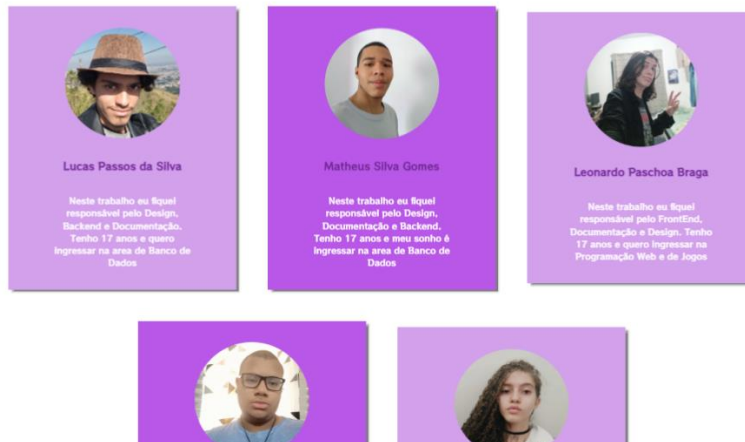 Lucas Passos da Silva
Neste trabalho eu fiquei
responsável pelo Design,
Backend e Documentação.
Tenho 17 anos e quero
ingressar na area de Banco de
Dados
Matheus Silva Gomes
Neste trabalho eu fiquei
responsável pelo Design,
Documentação e Backend.
Tenho 17 anos e meu sonho é
ingressar na area de Banco de
Dados
Leonardo Paschoa Braga
Neste trabalho eu fiquei
responsável pelo FrontEnd,
Documentação e Design. Tenho
17 anos e quero ingressar na
Programação Web e de Jogos